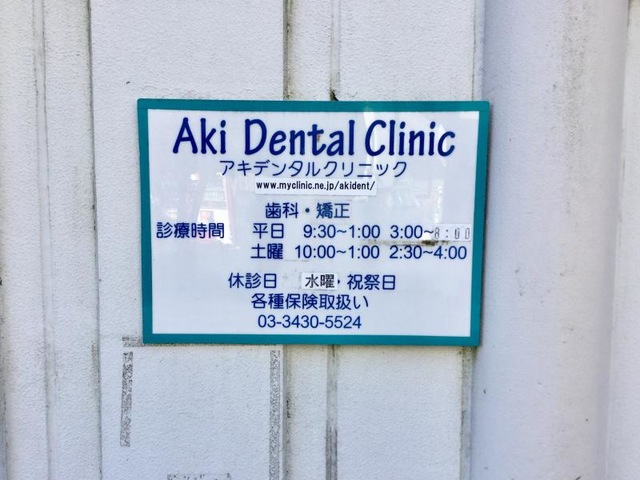 Aki Dental Clinic
アキデンタルクリニック
www.myclinic.ne.jp/akident/
歯科・矯正
診療時間 平日 9:30~1:00 3:00~8:00
土曜 10:00~1:00 2:30~4:00
休診日 水曜・祝祭日
各種保険取扱い
03-3430-5524